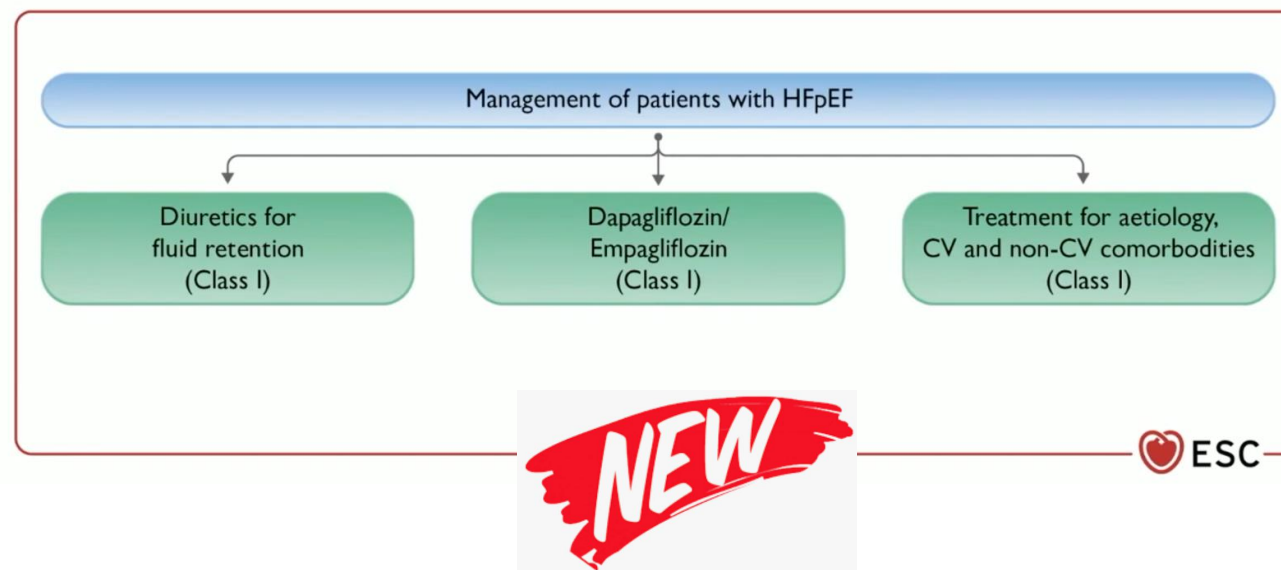 Management of patients with HFpEF
Diuretics for
fluid retention
(Class I)
Dapagliflozin/
Empagliflozin
(Class I)
Treatment for aetiology,
CV and non-CV comorbodities
(Class I)
NEW
ESC